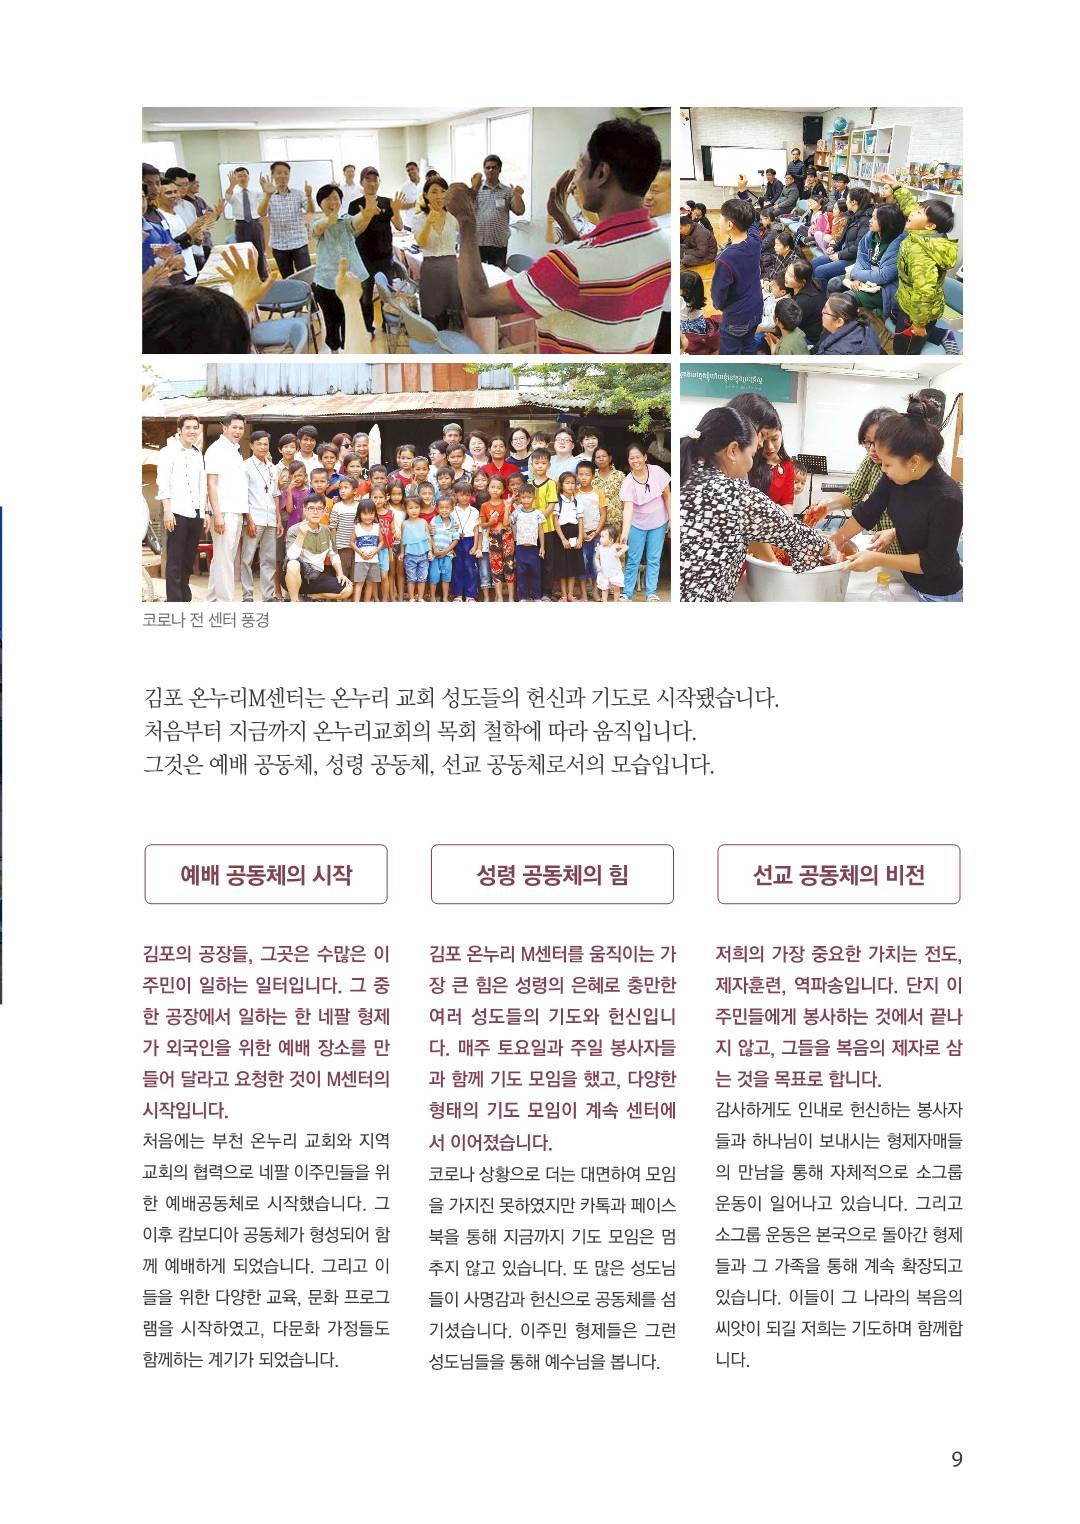 코로나 전 센터 풍경
김포 온누리M센터는 온누리 교회 성도들의 헌신과 기도로 시작됐습니다.
처음부터 지금까지 온누리교회의 목회 철학에 따라 움직입니다.
그것은 예배 공동체, 성령 공동체, 선교 공동체로서의 모습입니다.
예배 공동체의 시작
김포의 공장들, 그곳은 수많은 이
주민이 일하는 일터입니다. 그 중
한 공장에서 일하는 한 네팔 형제
가 외국인을 위한 예배 장소를 만
들어 달라고 요청한 것이 M센터의
시작입니다.
처음에는 부천 온누리 교회와 지역
교회의 협력으로 네팔 이주민들을 위
한 예배공동체로 시작했습니다. 그
이후 캄보디아 공동체가 형성되어 함
께 예배하게 되었습니다. 그리고 이
들을 위한 다양한 교육, 문화 프로그
램을 시작하였고, 다문화 가정들도
함께하는 계기가 되었습니다.
성령 공동체의 힘
김포 온누리 M센터를 움직이는 가
장 큰 힘은 성령의 은혜로 충만한
여러 성도들의 기도와 헌신입니
다. 매주 토요일과 주일 봉사자들
과 함께 기도 모임을 했고, 다양한
형태의 기도 모임이 계속 센터에
서 이어졌습니다.
코로나 상황으로 더는 대면하여 모임
을 가지진 못하였지만 카톡과 페이스
북을 통해 지금까지 기도 모임은 멈
추지 않고 있습니다. 또 많은 성도님
들이 사명감과 헌신으로 공동체를 섬
기셨습니다. 이주민 형제들은 그런
성도님들을 통해 예수님을 봅니다.
선교 공동체의 비전
저희의 가장 중요한 가치는 전도,
제자훈련, 역파송입니다. 단지 이
주민들에게 봉사하는 것에서 끝나
지 않고, 그들을 복음의 제자로 삼
는 것을 목표로 합니다.
감사하게도 인내로 헌신하는 봉사자
들과 하나님이 보내시는 형제자매들
의 만남을 통해 자체적으로 소그룹
운동이 일어나고 있습니다. 그리고
소그룹 운동은 본국으로 돌아간 형제
들과 그 가족을 통해 계속 확장되고
있습니다. 이들이 그 나라의 복음의
씨앗이 되길 저희는 기도하며 함께합
니다.
9